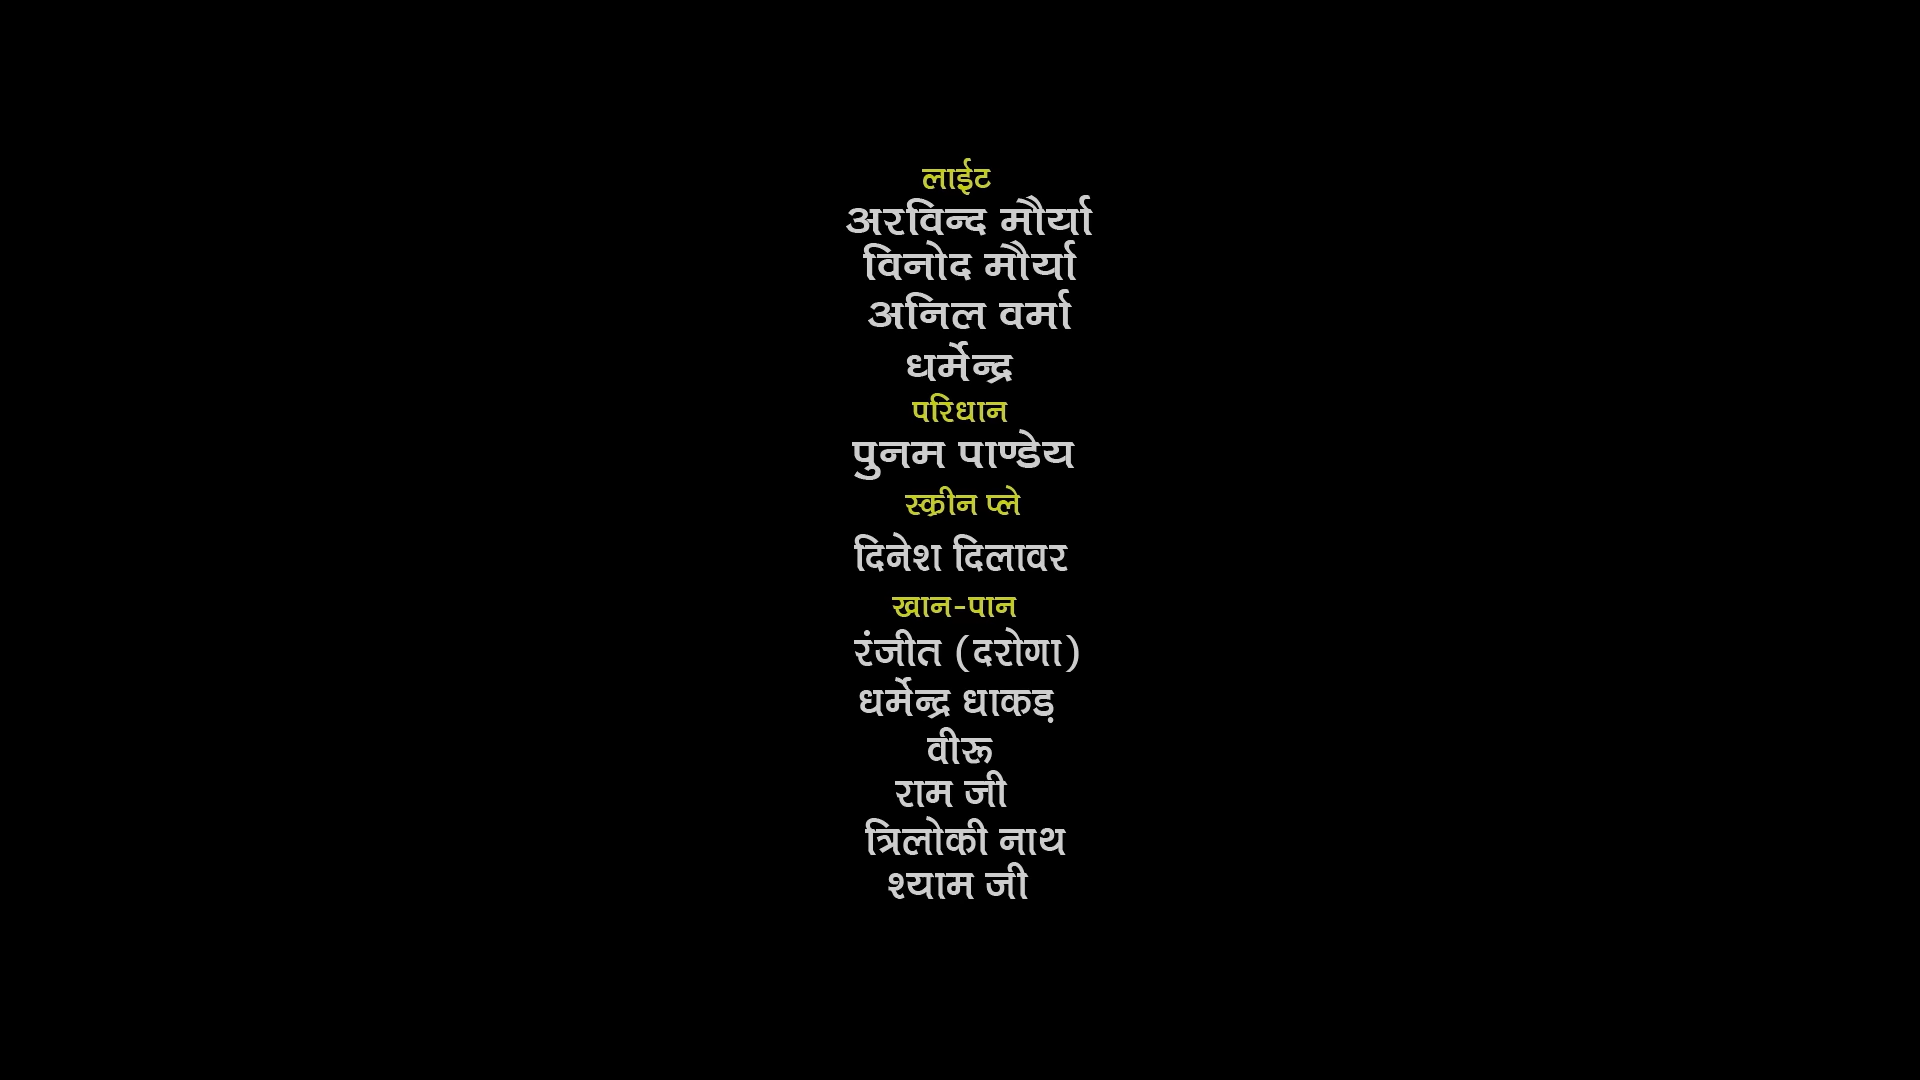 लाईट
अरविन्द मौर्या
विनोद मौर्या
अनिल वर्मा
धर्मेन्द्र
परिधान
पुनम पाण्डेय
स्क्रीन प्ले
दिनेश दिलावर
खान-पान
रंजीत (दरोगा)
धर्मेन्द्र धाकड़
वीरू
राम जी
त्रिलोकी नाथ
श्याम जी